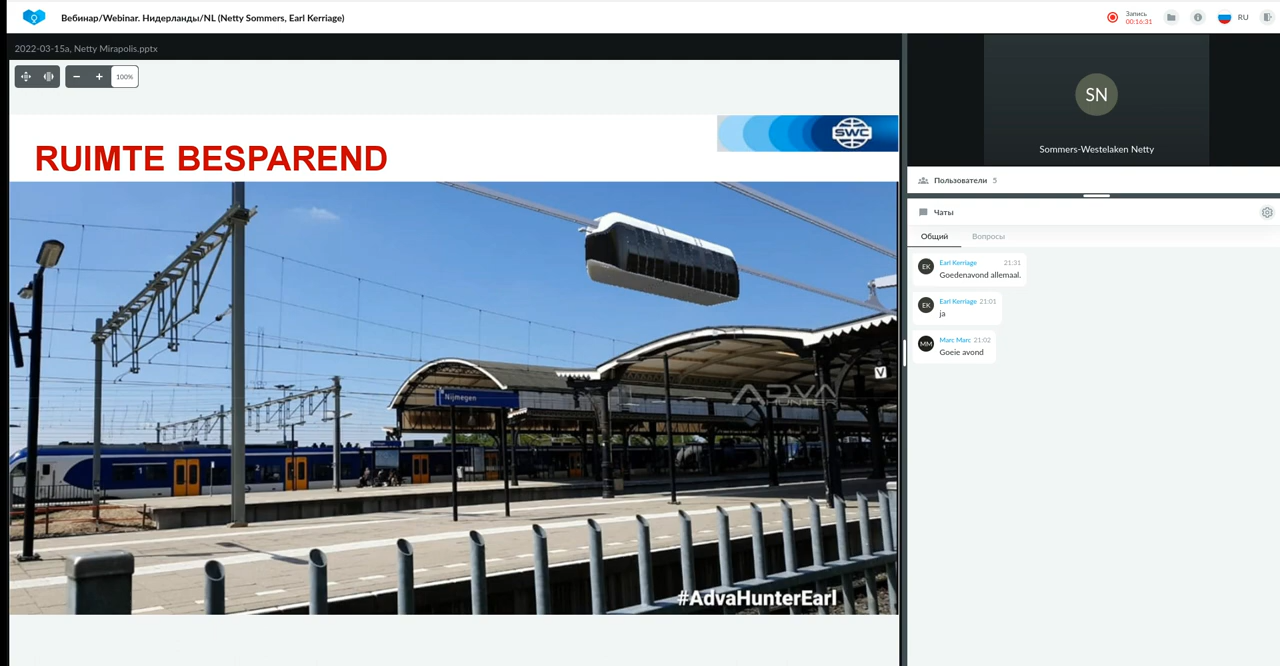 Вебинар/Webinar. Нидерланды/NL (Netty Sommers, Earl Kerriage)
Запись
00:16:31
RU
2022-03-15a, Netty Mirapolis.pptx
100%
RUIMTE BESPAREND
SWC
Nijmegen
V
ADVA
HUNTER
#AdvaHunterEarl
SN
Sommers-Westelaken Netty
Пользователи 5
Чаты
Общий
Вопросы
EK
Earl Kerriage 21:31
Goedenavond allemaal.
EK
Earl Kerriage 21:01
ja
MM
Marc Marc 21:02
Goeie avond